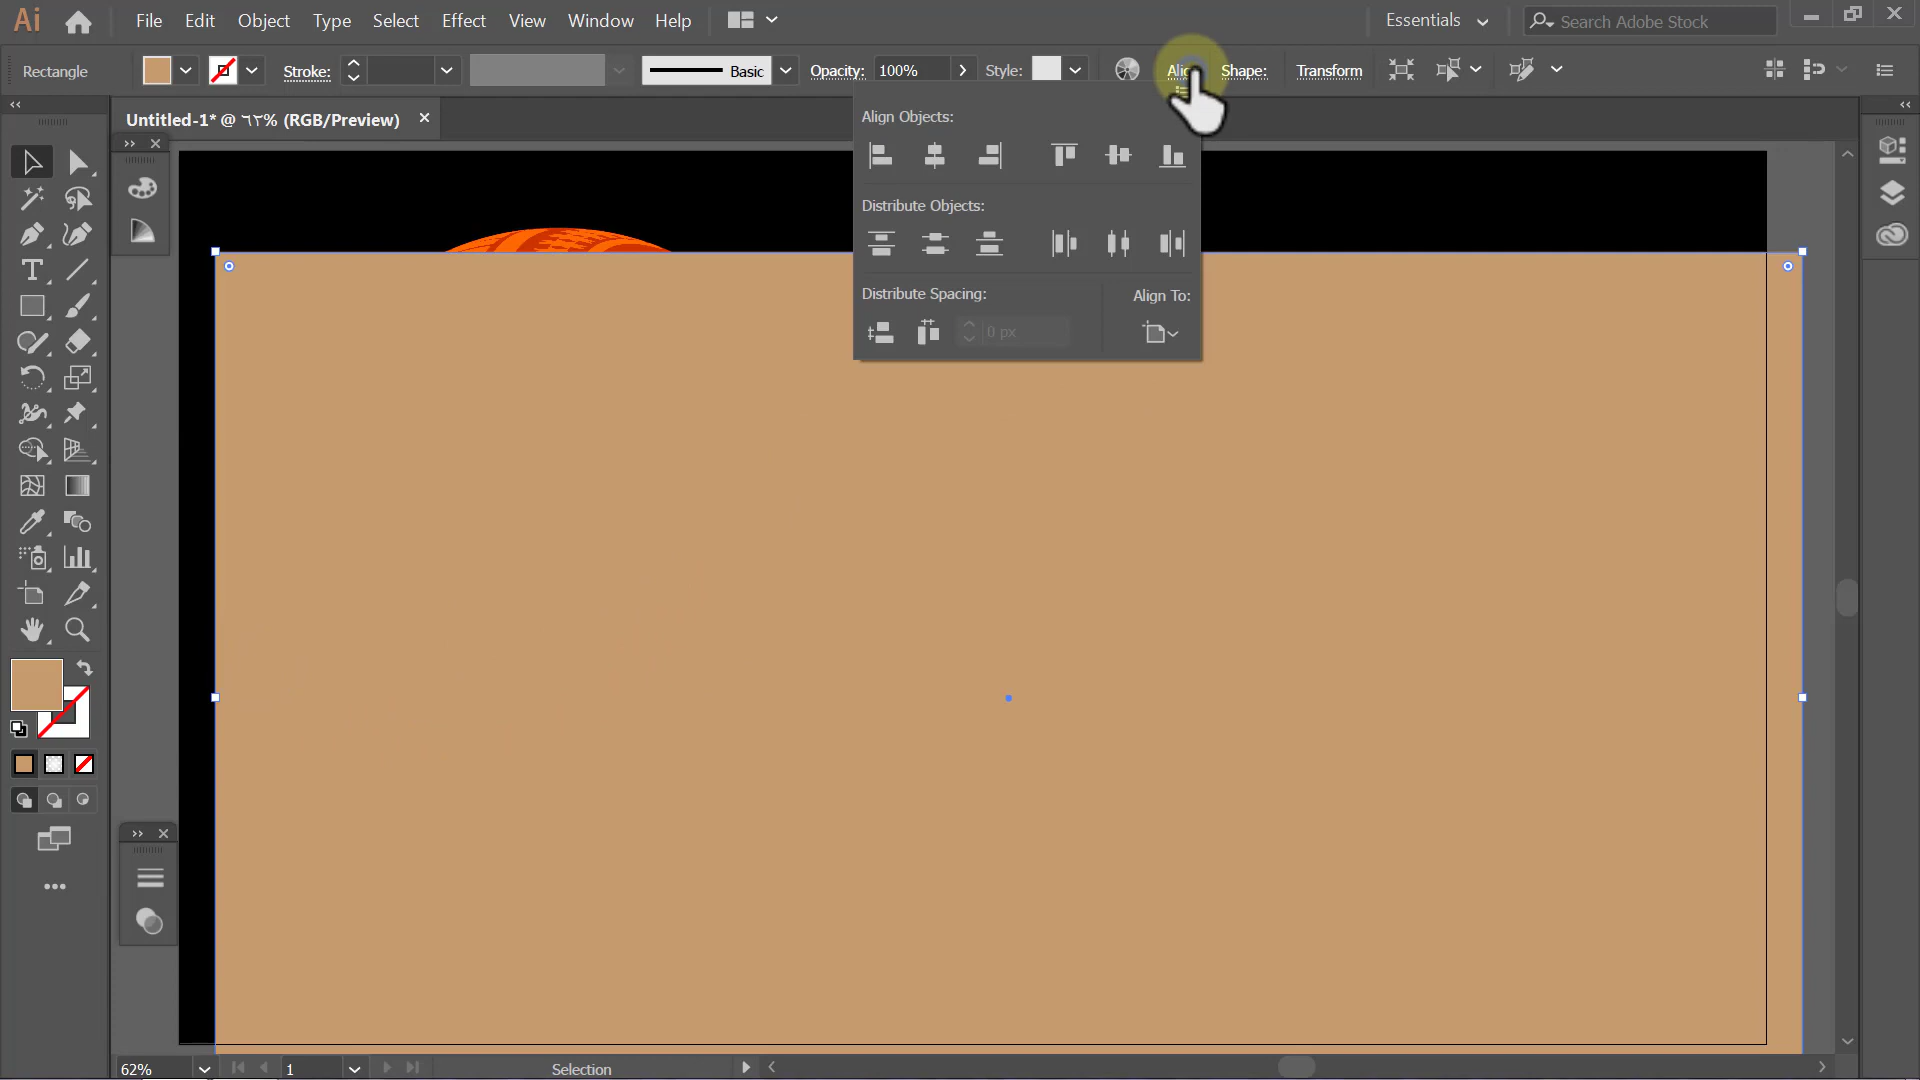 Ai File Edit Object Type Select Effect View Window Help Essentials Search Adobe Stock
Rectangle Stroke: Basic Opacity: 100% Style: Shape: Transform
Untitled-1* @ ٦٢% (RGB/Preview)
Align Objects:
Distribute Objects:
Distribute Spacing: Align To:
0 px
62% 1 Selection